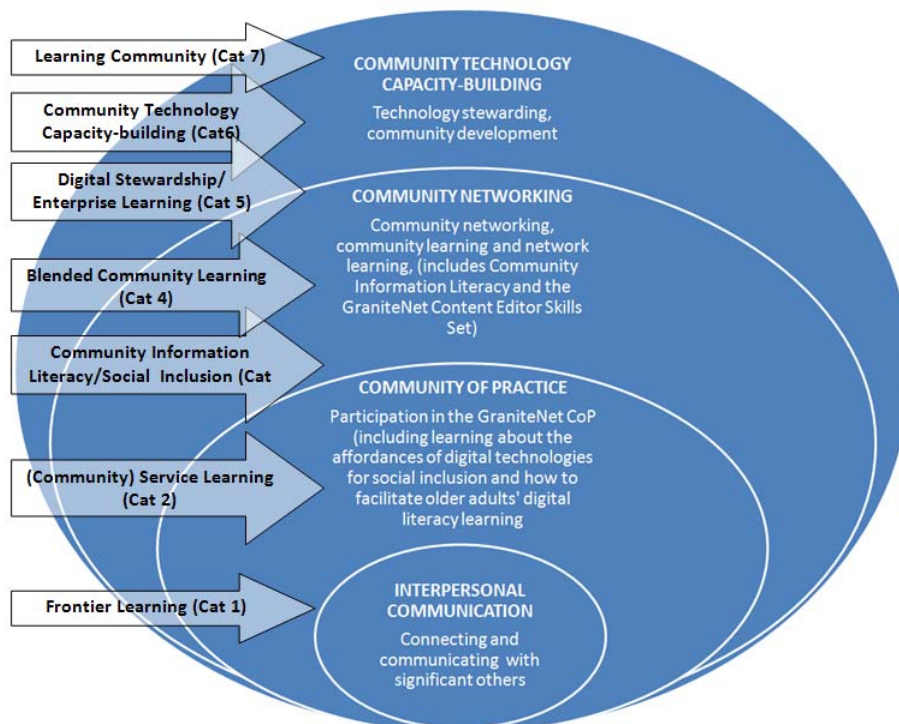 Learning Community (Cat 7)
Community Technology
Capacity-building (Cat6)
Digital Stewardship/
Enterprise Learning (Cat 5)
Blended Community Learning
(Cat 4)
Community Information
Literacy/Social Inclusion (Cat
(Community) Service Learning
(Cat 2)
Frontier Learning (Cat 1)
COMMUNITY TECHNOLOGY
CAPACITY-BUILDING
Technology stewarding,
community development
COMMUNITY NETWORKING
Community networking,
community learning and network
learning, (includes Community
Information Literacy and the
GraniteNet Content Editor Skills
Set)
COMMUNITY OF PRACTICE
Participation in the GraniteNet CoP
(including learning about the
affordances of digital technologies
for social inclusion and how to
facilitate older adults' digital
literacy learning
INTERPERSONAL
COMMUNICATION
Connecting and
communicating with
significant others